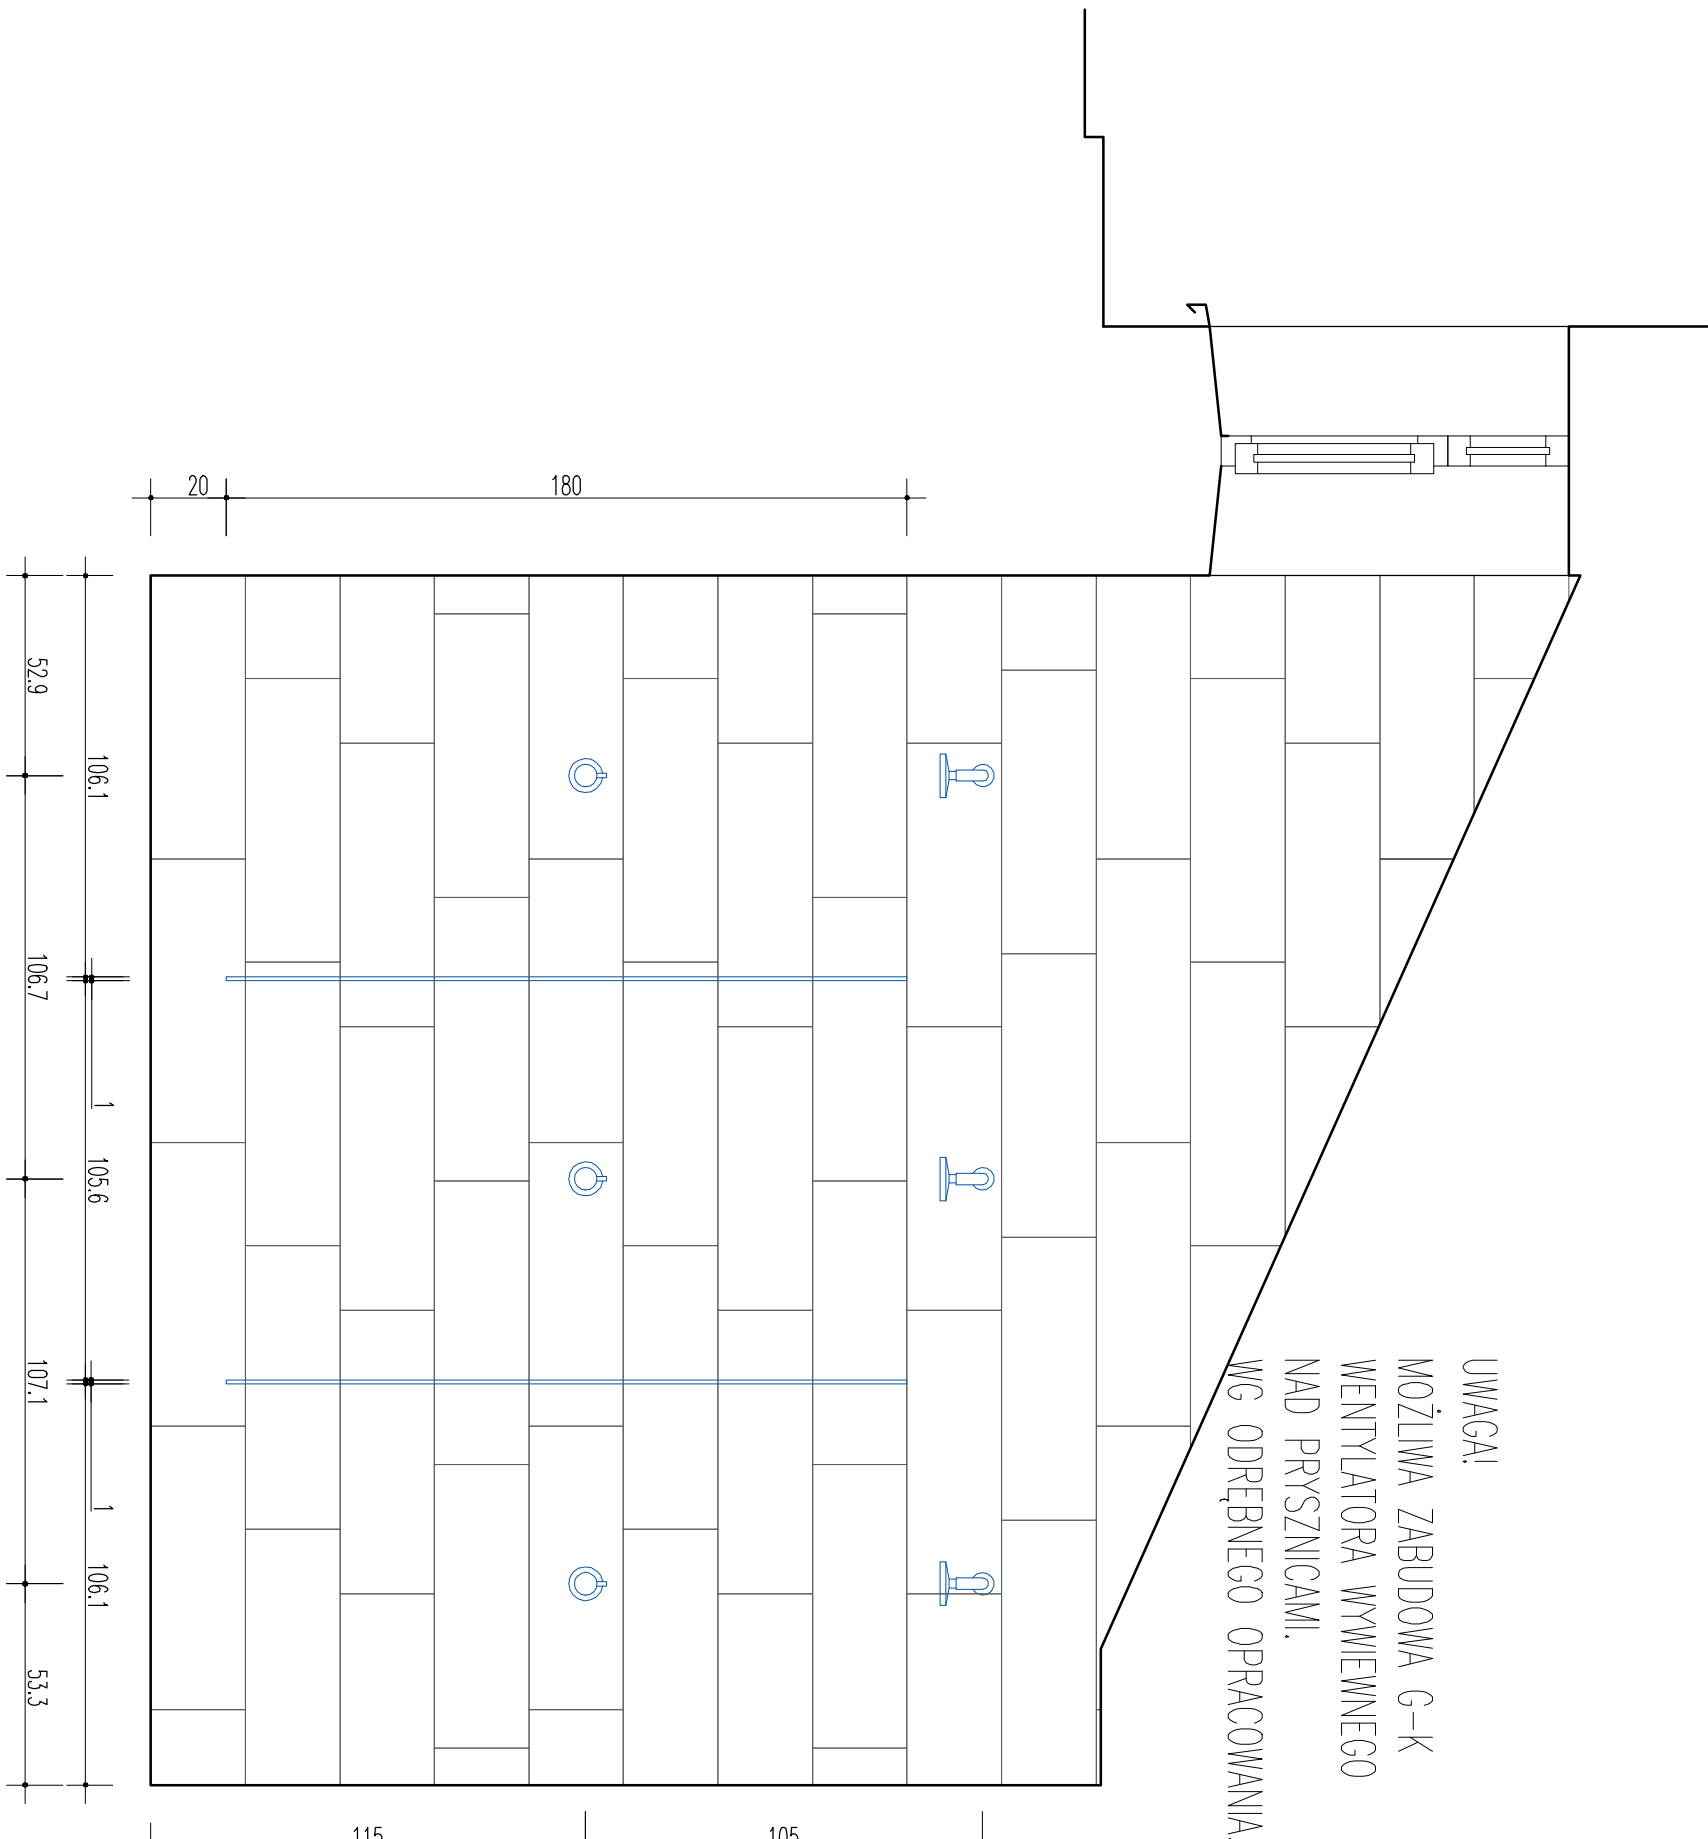 UWAGA!
MOŻLIWA ZABUDOWA G-K
WENTYLATORA WYWIEWNEGO
NAD PRYSZNICAMI.
WG ODRĘBNEGO OPRACOWANIA.
20
180
52.9
106.7
107.1
53.3
106.1
1
105.6
1
106.1
115
105